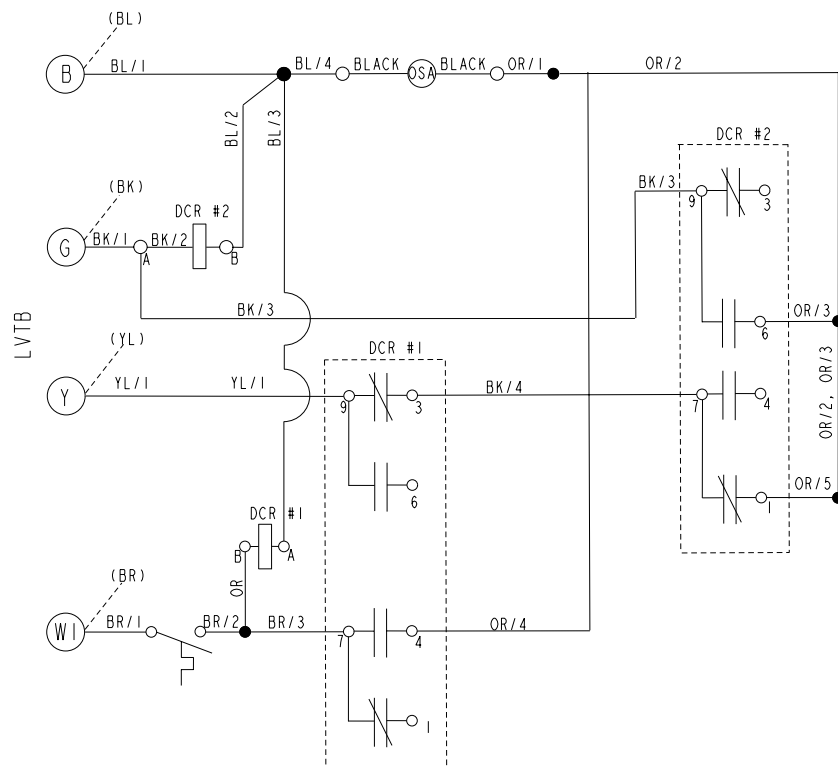 (BL)
B
BL/1
BL/4
BLACK
OSA
BLACK
OR/1
OR/2
BL/2
BL/3
DCR #2
BK/3
9
3
(BK)
DCR #2
G
BK/1
A
BK/2
B
BK/3
6
OR/3
LVTB
(YL)
DCR #1
Y
YL/1
YL/1
9
3
BK/4
7
4
OR/2, OR/3
6
OR/5
1
DCR #1
B
A
OR
(BR)
W1
BR/1
BR/2
BR/3
7
4
OR/4
1